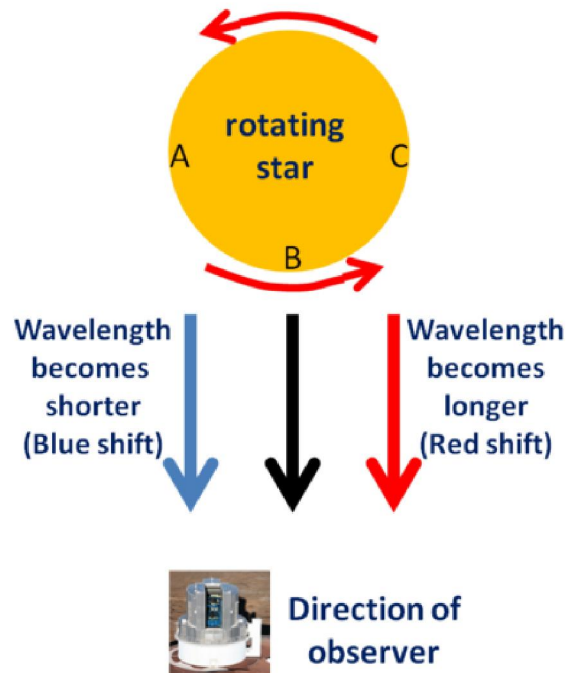 rotating
star
A
C
B
Wavelength
becomes
shorter
(Blue shift)
Wavelength
becomes
longer
(Red shift)
Direction of
observer